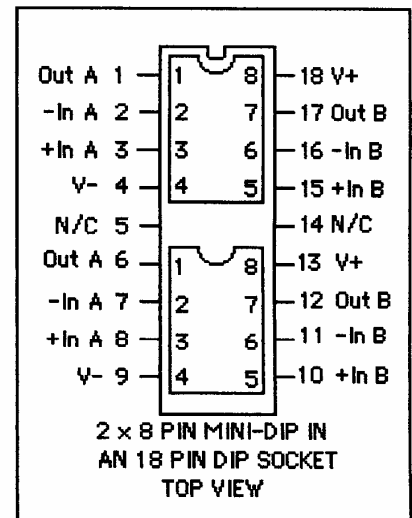 Out A 1 1 8 18 V+
-In A 2 2 7 17 Out B
+In A 3 3 6 16 -In B
V- 4 4 5 15 +In B
N/C 5 14 N/C
Out A 6 1 8 13 V+
-In A 7 2 7 12 Out B
+In A 8 3 6 11 -In B
V- 9 4 5 10 +In B
2 x 8 PIN MINI-DIP IN
AN 18 PIN DIP SOCKET
TOP VIEW